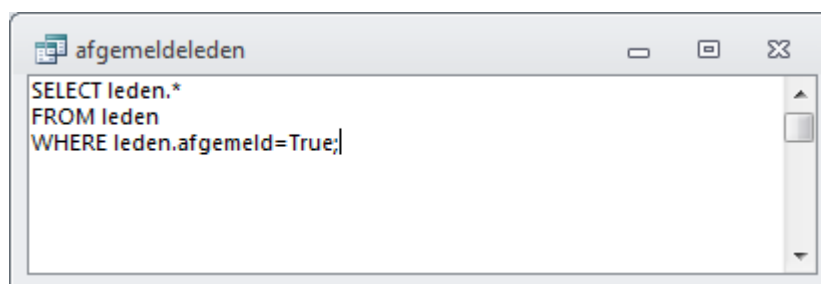 afgemeldeleden
SELECT leden.*
FROM leden
WHERE leden.afgemeld=True;